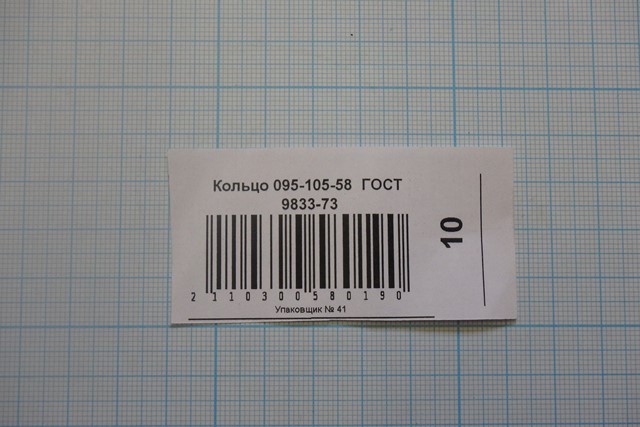 Кольцо 095-105-58 ГОСТ
9833-73
10
2110300580190
Упаковщик № 41